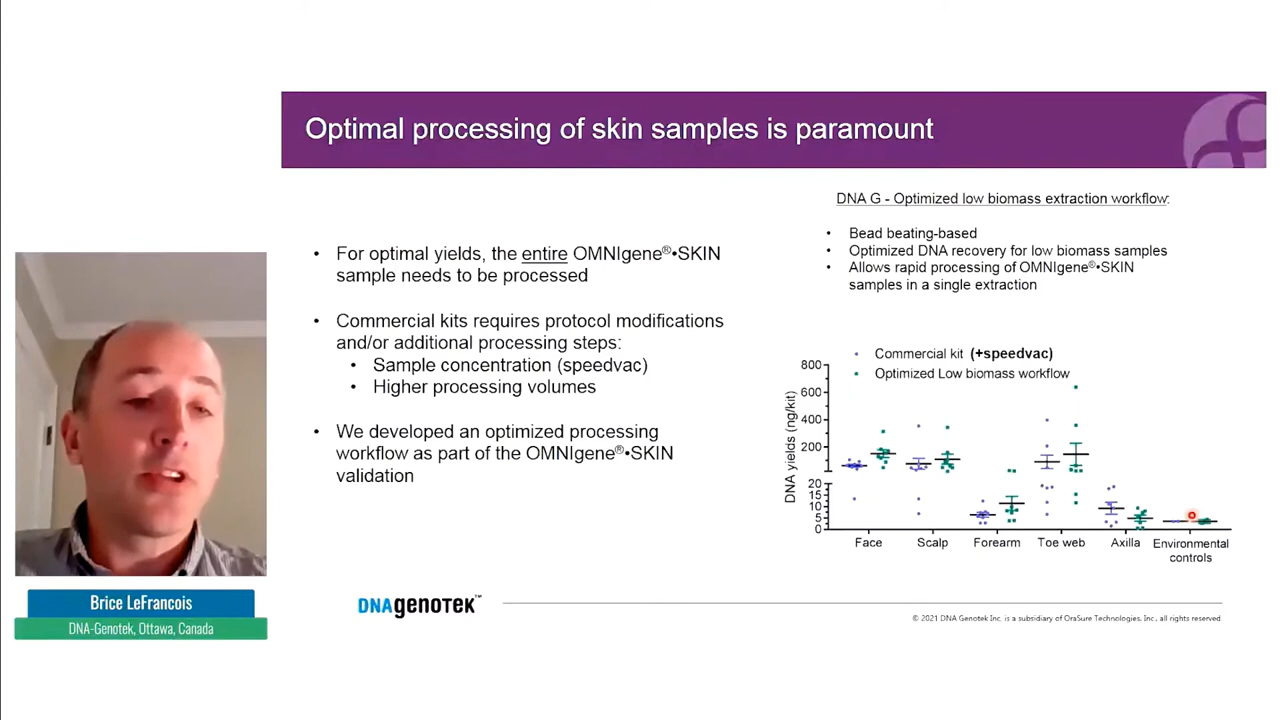 Optimal processing of skin samples is paramount
• For optimal yields, the entire OMNIgene®•SKIN
sample needs to be processed
• Commercial kits requires protocol modifications
and/or additional processing steps:
• Sample concentration (speedvac)
• Higher processing volumes
• We developed an optimized processing
workflow as part of the OMNIgene®•SKIN
validation
DNA G - Optimized low biomass extraction workflow:
• Bead beating-based
• Optimized DNA recovery for low biomass samples
• Allows rapid processing of OMNIgene®•SKIN
samples in a single extraction
Commercial kit (+speedvac)
Optimized Low biomass workflow
DNA yields (ng/kit)
800
600
400
200
20
15
10
5
0
Face Scalp Forearm Toe web Axilla Environmental
controls
Brice LeFrancois
DNA-Genotek, Ottawa, Canada
DNAgenotek™
© 2021 DNA Genotek Inc. is a subsidiary of OraSure Technologies. Inc., all rights reserved